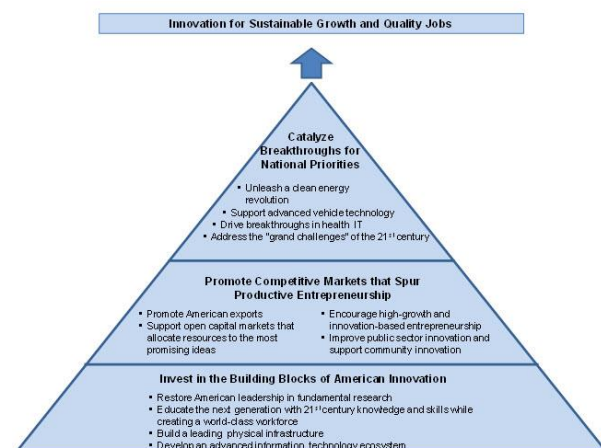 Innovation for Sustainable Growth and Quality Jobs
Catalyze
Breakthroughs for
National Priorities
• Unleash a clean energy
revolution
• Support advanced vehicle technology
• Drive breakthroughs in health IT
• Address the "grand challenges" of the 21st century
Promote Competitive Markets that Spur
Productive Entrepreneurship
• Promote American exports
• Support open capital markets that
allocate resources to the most
promising ideas
• Encourage high-growth and
innovation-based entrepreneurship
• Improve public sector innovation and
support community innovation
Invest in the Building Blocks of American Innovation
• Restore American leadership in fundamental research
• Educate the next generation with 21st century knowledge and skills while
creating a world-class workforce
• Build a leading physical infrastructure
• Develop an advanced information technology ecosystem